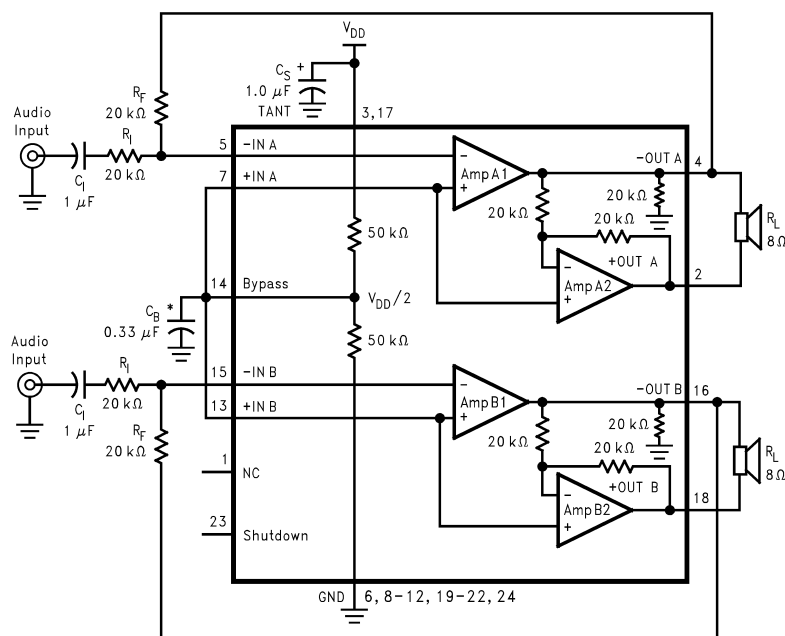 V_DD
C_S +
1.0 µF
TANT
3,17
R_F
20 kΩ
Audio
Input
R_I
20 kΩ
C_I
1 µF
5
-IN A
7
+IN A
-
Amp A1
+
-OUT A
4
20 kΩ
20 kΩ
20 kΩ
R_L
8Ω
+OUT A
2
-
Amp A2
+
50 kΩ
14
Bypass
V_DD/2
C_B *
0.33 µF
50 kΩ
Audio
Input
R_I
20 kΩ
C_I
1 µF
R_F
20 kΩ
15
-IN B
13
+IN B
-
Amp B1
+
-OUT B
16
20 kΩ
20 kΩ
20 kΩ
R_L
8Ω
+OUT B
18
-
Amp B2
+
1
NC
23
Shutdown
GND
6, 8-12, 19-22, 24